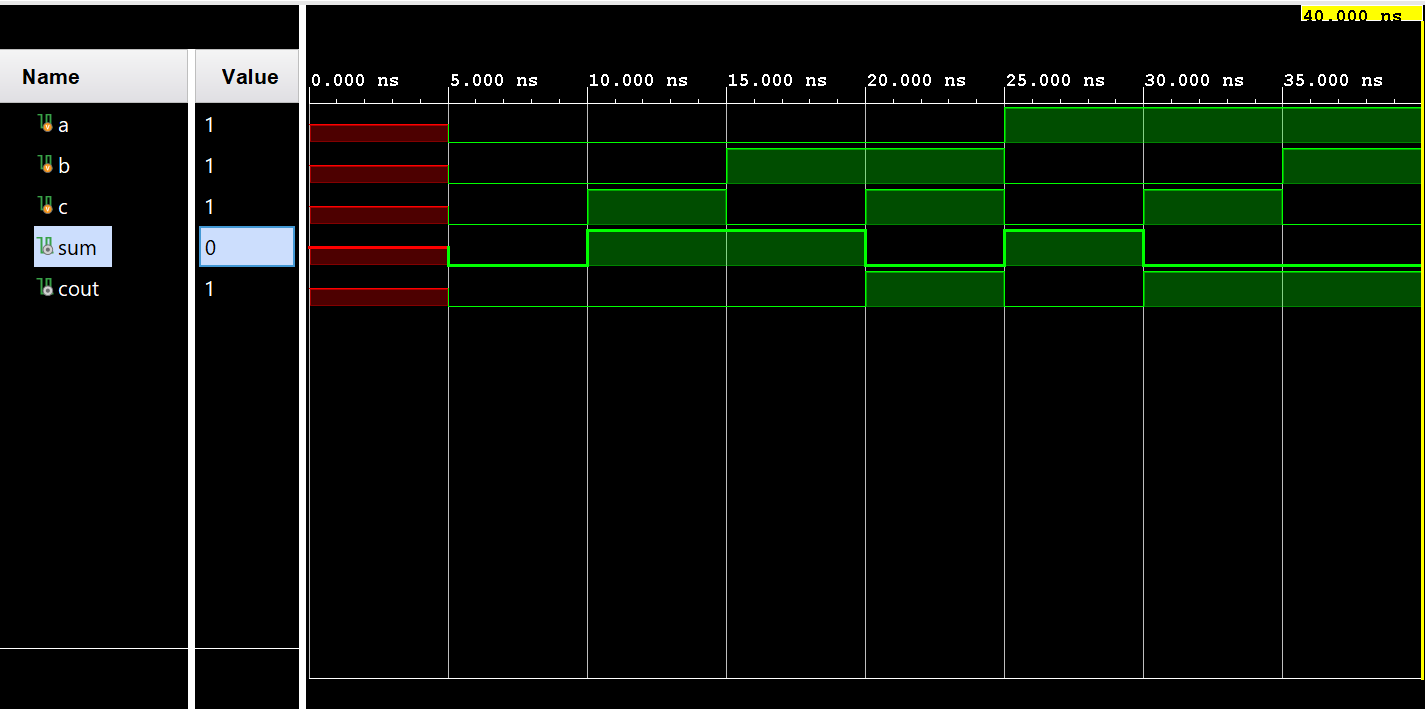 40.000 ns
Name Value
0.000 ns 5.000 ns 10.000 ns 15.000 ns 20.000 ns 25.000 ns 30.000 ns 35.000 ns
a 1
b 1
c 1
sum 0
cout 1